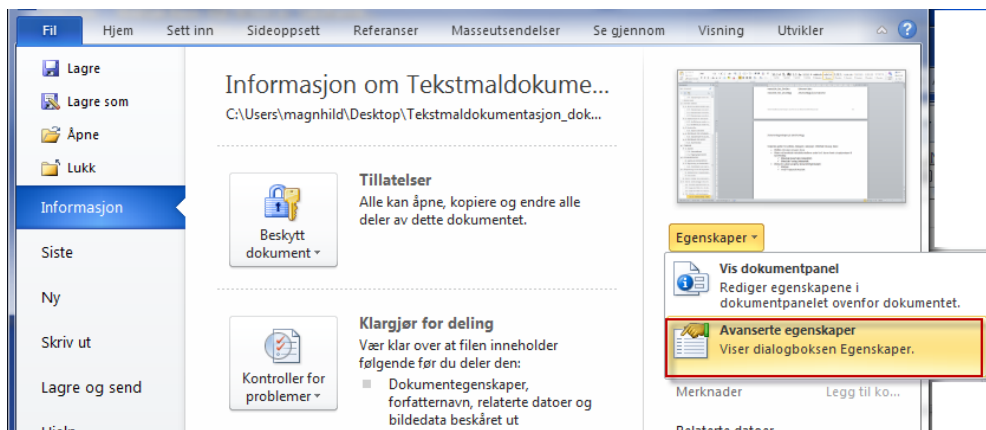 Fil Hjem Sett inn Sideoppsett Referanser Masseutsendelser Se gjennom Visning Utvikler
Lagre
Lagre som
Åpne
Lukk
Informasjon
Siste
Ny
Skriv ut
Lagre og send
Informasjon om Tekstmaldokume...
C:\Users\magnhild\Desktop\Tekstmaldokumentasjon_dok...
Beskytt
dokument
Tillatelser
Alle kan åpne, kopiere og endre alle
deler av dette dokumentet.
Kontroller for
problemer
Klargjør for deling
Vær klar over at filen inneholder
følgende før du deler den:
Dokumentegenskaper,
forfatternavn, relaterte datoer og
bildedata beskåret ut
Egenskaper
Vis dokumentpanel
Rediger egenskapene i
dokumentpanelet ovenfor dokumentet.
Avanserte egenskaper
Viser dialogboksen Egenskaper.
Merknader Legg til ko...
Relaterte datoer